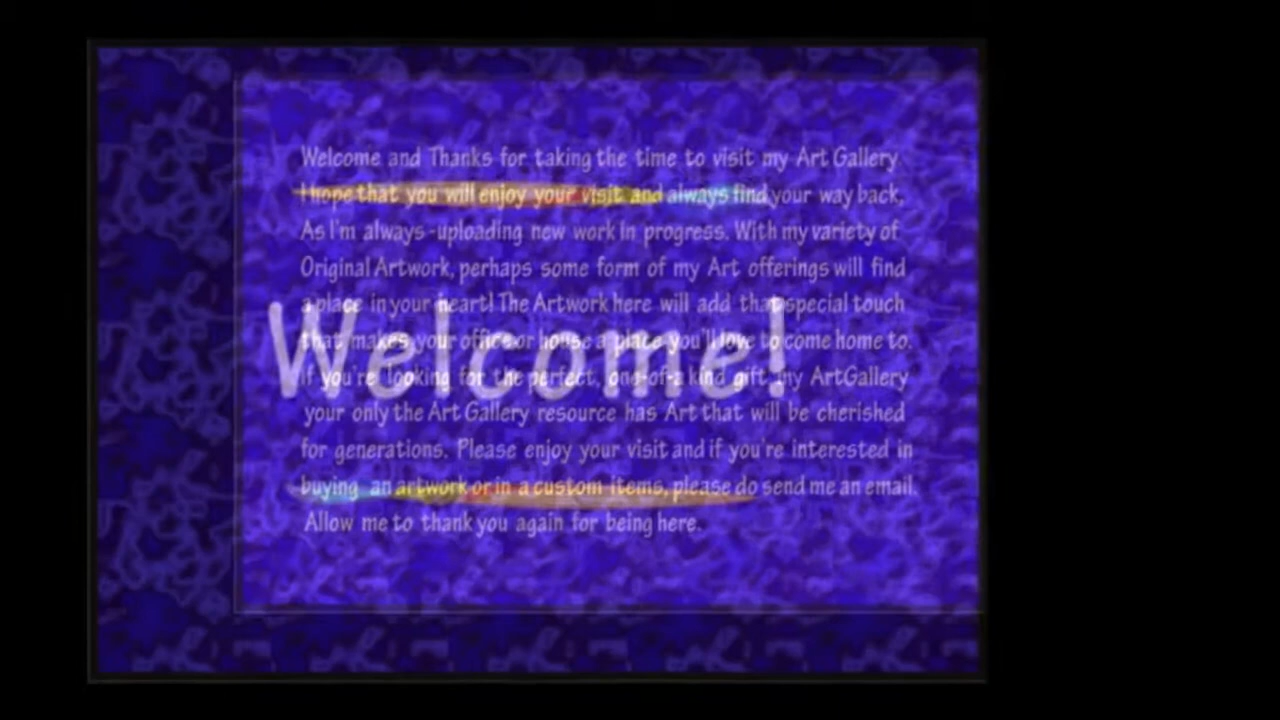 Welcome and Thanks for taking the time to visit my Art Gallery
I hope that you will enjoy your visit and always find your way back,
As I'm always -uploading new work in progress. With my variety of
Original Artwork, perhaps some form of my Art offerings will find
a place in your heart! The Artwork here will add that special touch
that makes your office or house a place you'll love to come home to.
Welcome!
If you're looking for the perfect, one-of-a kind gift, my ArtGallery
your only the Art Gallery resource has Art that will be cherished
for generations. Please enjoy your visit and if you're interested in
buying an artwork or in a custom items, please do send me an email.
Allow me to thank you again for being here.